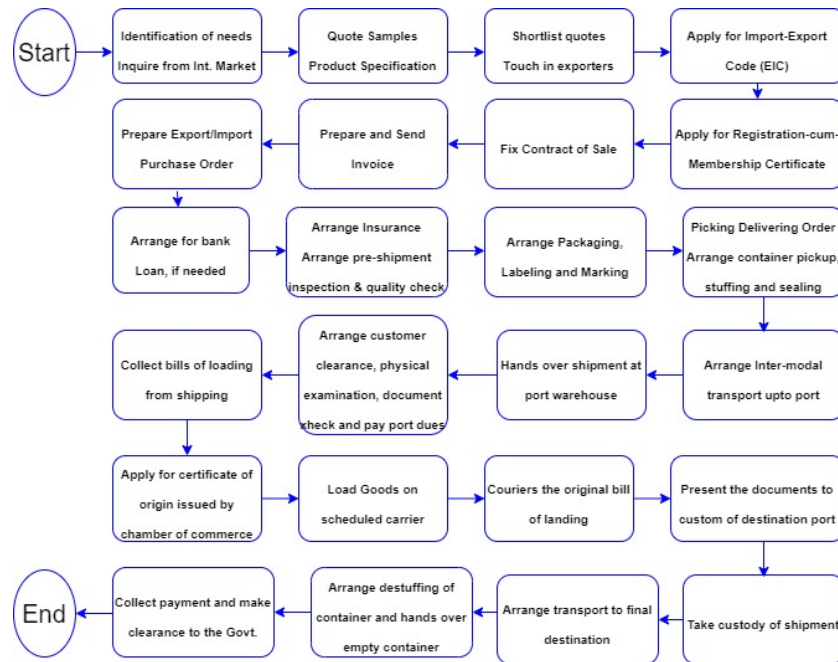 Start
Identification of needs
Inquire from Int. Market
Quote Samples
Product Specification
Shortlist quotes
Touch in exporters
Apply for Import-Export
Code (EIC)
Apply for Registration-cum-
Membership Certificate
Fix Contract of Sale
Prepare and Send
Invoice
Prepare Export/Import
Purchase Order
Arrange for bank
Loan, if needed
Arrange Insurance
Arrange pre-shipment
inspection & quality check
Arrange Packaging,
Labeling and Marking
Picking Delivering Order
Arrange container pickup,
stuffing and sealing
Arrange Inter-modal
transport upto port
Hands over shipment at
port warehouse
Arrange customer
clearance, physical
examination, document
xheck and pay port dues
Collect bills of loading
from shipping
Apply for certificate of
origin issued by
chamber of commerce
Load Goods on
scheduled carrier
Couriers the original bill
of landing
Present the documents to
custom of destination port
Take custody of shipment
Arrange transport to final
destination
Arrange destuffing of
container and hands over
empty container
Collect payment and make
clearance to the Govt.
End